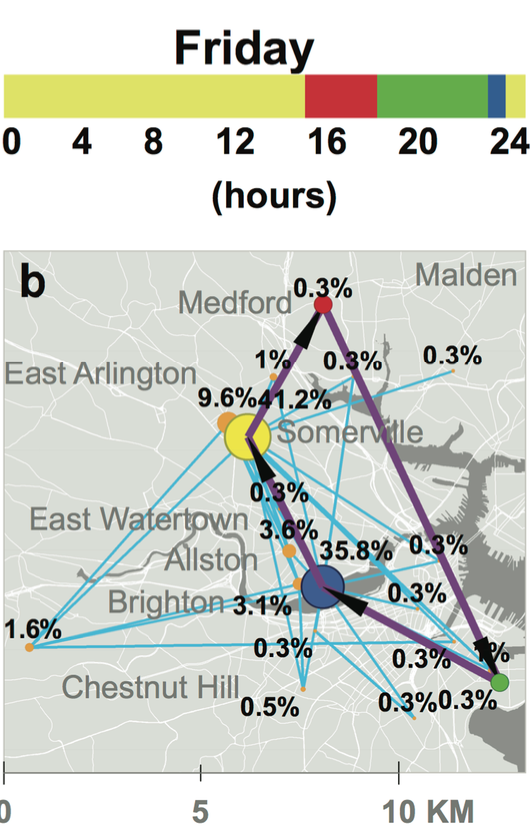 Friday
0 4 8 12 16 20 24
(hours)
b
Malden
0.3%
Medford
1% 0.3% 0.3%
East Arlington
9.6% 41.2%
Somerville
0.3%
East Watertown
3.6%
35.8% 0.3%
Allston
Brighton 3.1% 0.3%
1.6%
0.3% 0.3% 1%
Chestnut Hill
0.5% 0.3% 0.3%
0 5 10 KM